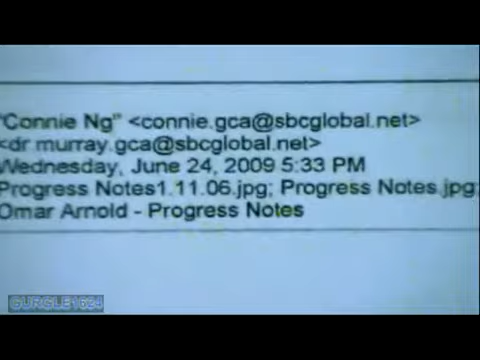 "Connie Ng" <connie.gca@sbcglobal.net>
<dr murray.gca@sbcglobal.net>
Wednesday, June 24, 2009 5:33 PM
Progress Notes1.11.06.jpg; Progress Notes.jpg;
Omar Arnold - Progress Notes
GURGLE1634